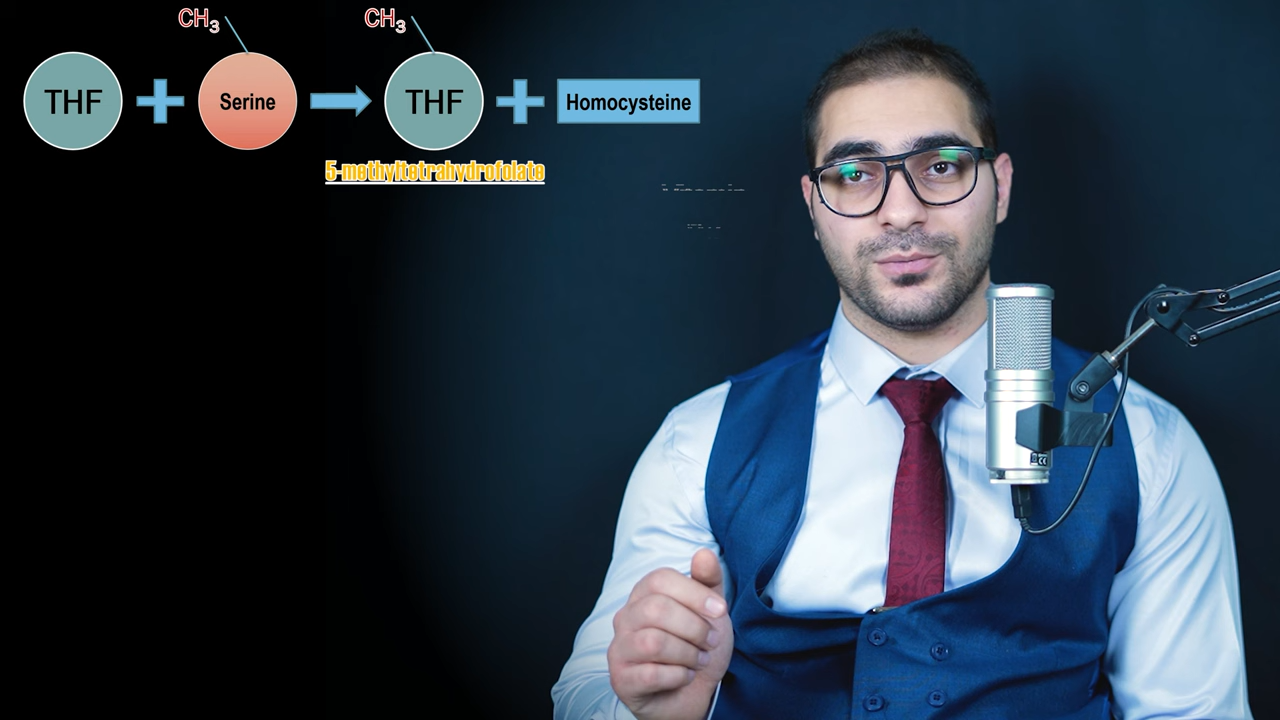 CH3 CH3
THF + Serine → THF + Homocysteine
5-methyltetrahydrofolate